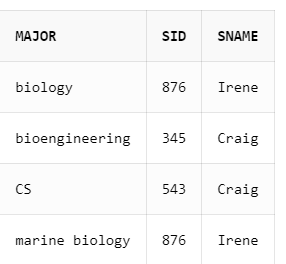 MAJOR SID SNAME
biology 876 Irene
bioengineering 345 Craig
CS 543 Craig
marine biology 876 Irene